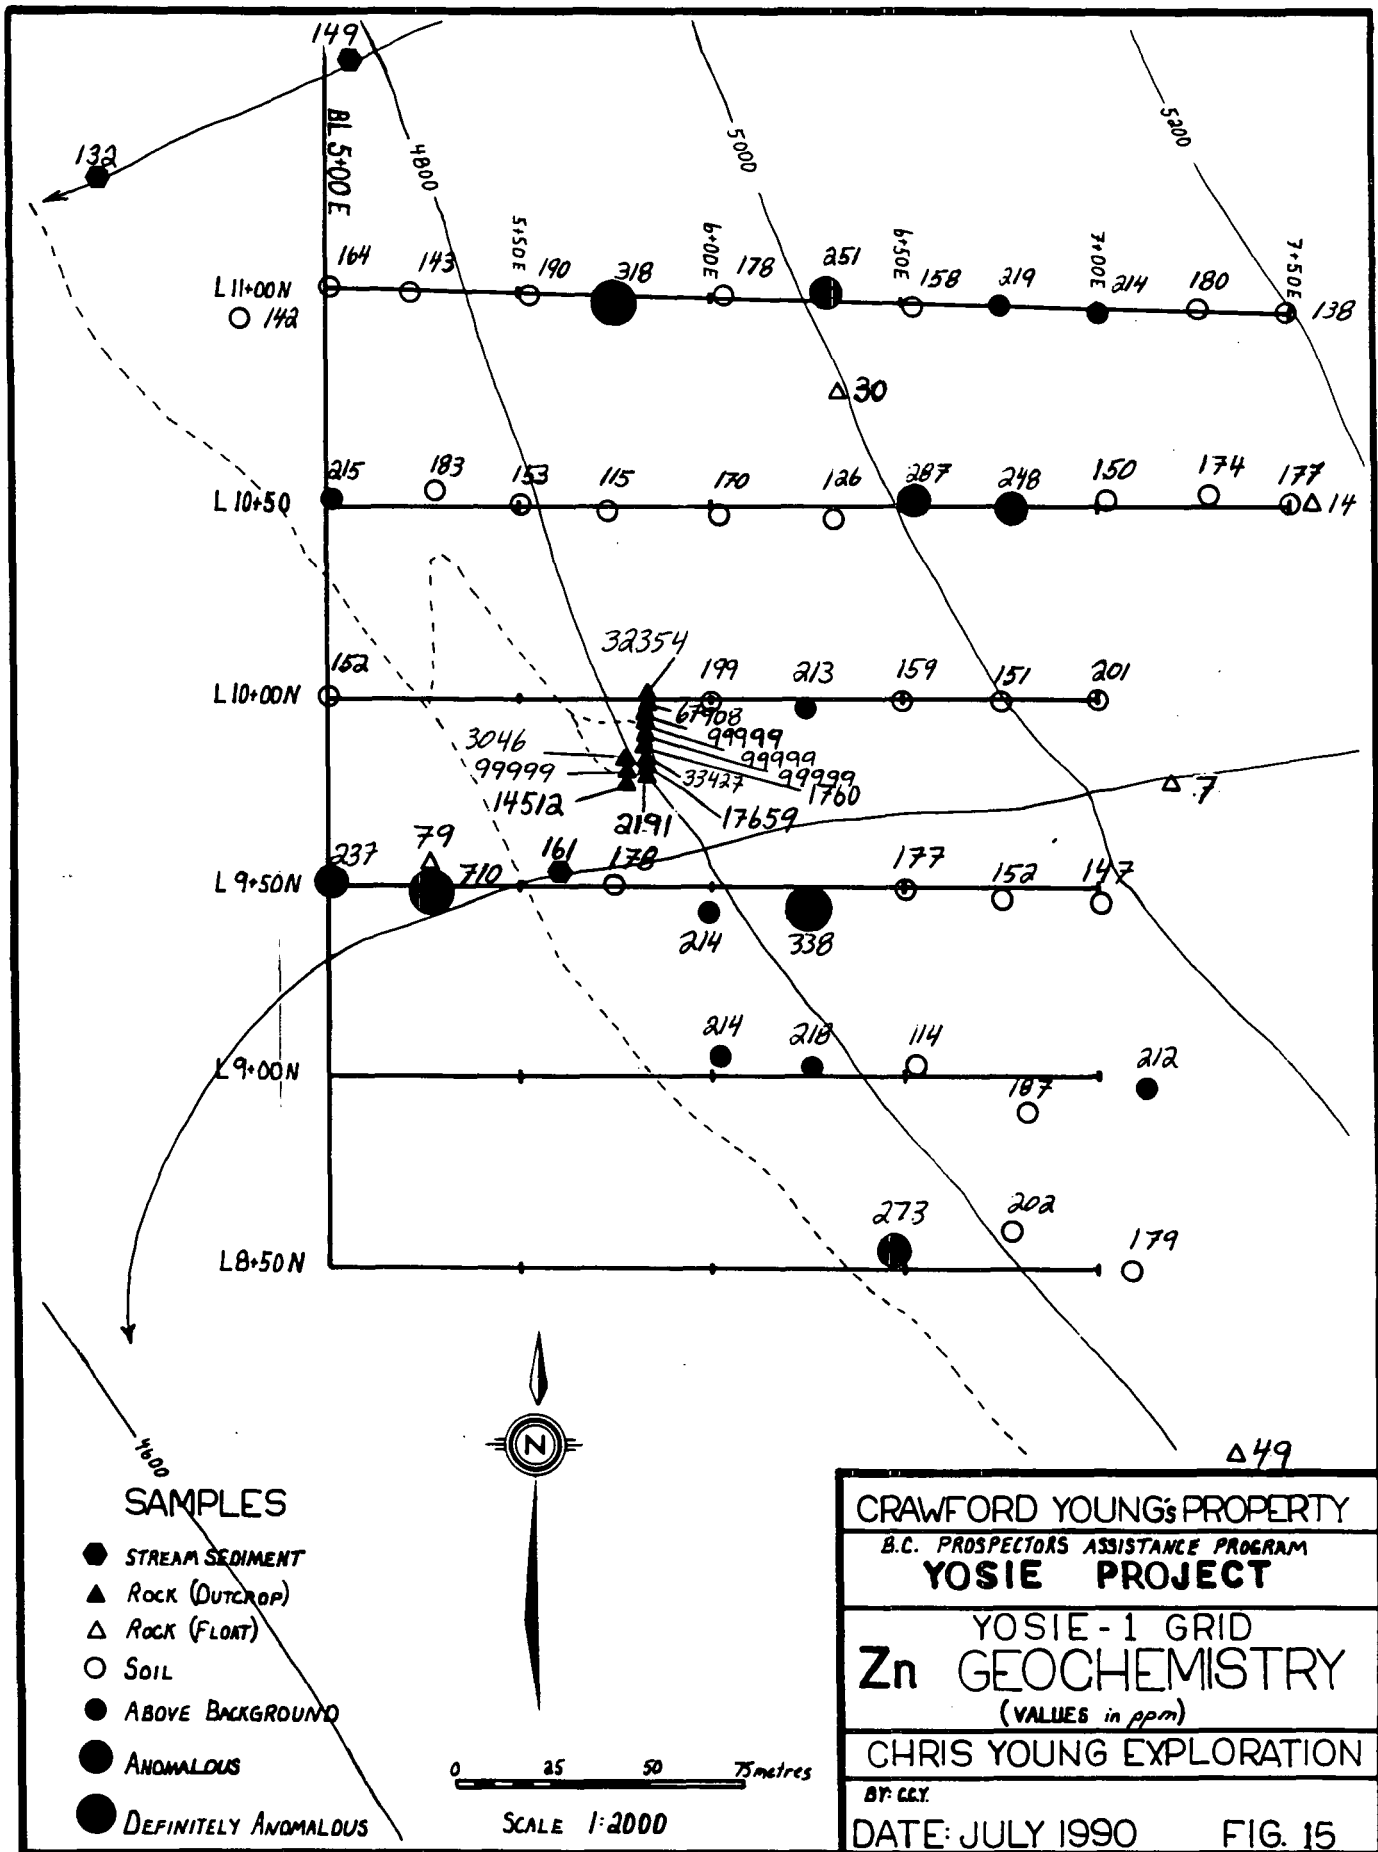 149
132
BL 5+00E
4800
5000
5200
5+50E
6+00E
6+50E
7+00E
7+50E
164
143
190
318
178
251
158
219
214
180
138
L11+00N
142
30
215
183
153
115
170
126
287
248
150
174
177
14
L10+50
32354
152
199
213
159
151
201
L10+00N
67908
99999
99999
99999
1760
33427
17659
2191
3046
99999
14512
7
79
237
710
161
178
177
152
147
L9+50N
214
338
214
218
114
187
212
L9+00N
273
202
179
L8+50N
4600
N
49
SAMPLES
STREAM SEDIMENT
ROCK (OUTCROP)
ROCK (FLOAT)
SOIL
ABOVE BACKGROUND
ANOMALOUS
DEFINITELY ANOMALOUS
0 25 50 75 metres
SCALE 1:2000
CRAWFORD YOUNG's PROPERTY
B.C. PROSPECTORS ASSISTANCE PROGRAM
YOSIE PROJECT
YOSIE-1 GRID
Zn GEOCHEMISTRY
(VALUES in ppm)
CHRIS YOUNG EXPLORATION
BY: C.C.Y.
DATE: JULY 1990 FIG. 15